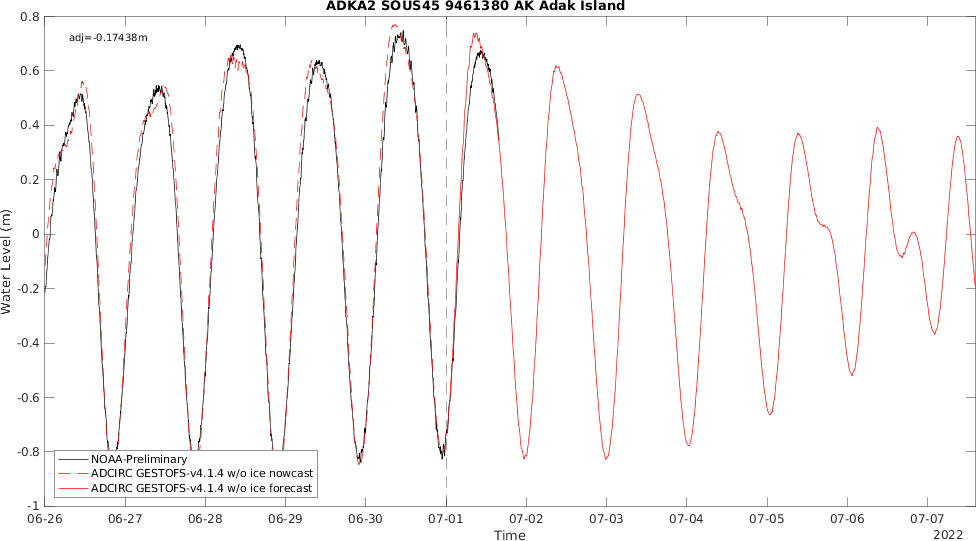 ADKA2 SOUS45 9461380 AK Adak Island
adj=-0.17438m
0.8
0.6
0.4
0.2
0
-0.2
-0.4
-0.6
-0.8
-1
Water Level (m)
NOAA-Preliminary
ADCIRC GESTOFS-v4.1.4 w/o ice nowcast
ADCIRC GESTOFS-v4.1.4 w/o ice forecast
06-26 06-27 06-28 06-29 06-30 07-01 07-02 07-03 07-04 07-05 07-06 07-07
Time
2022